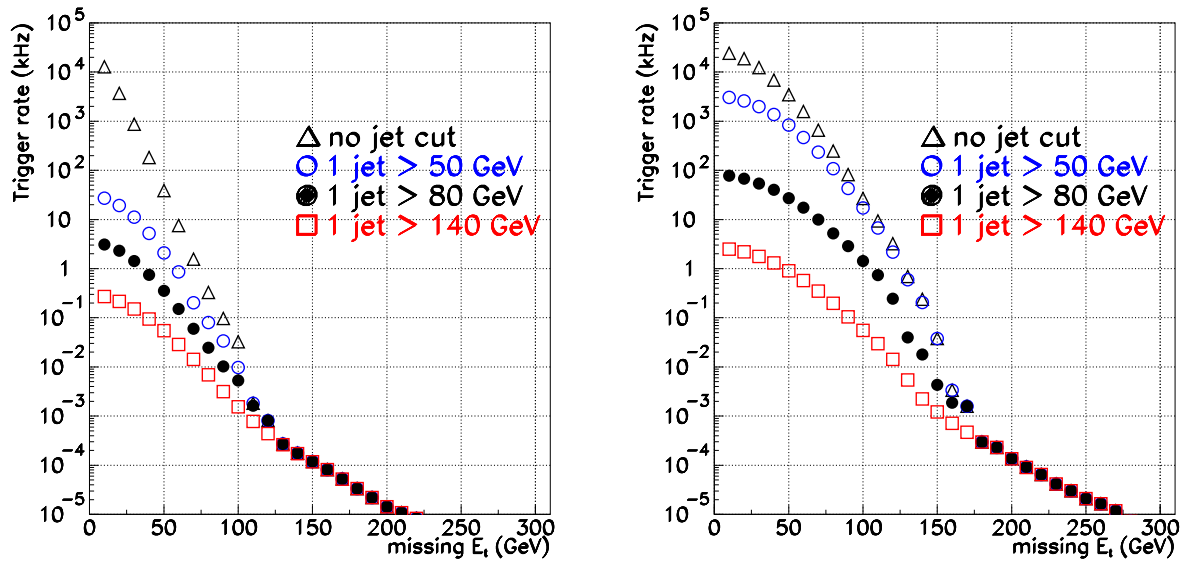 Trigger rate (kHz)
10^5
10^4
10^3
10^2
10
1
10^-1
10^-2
10^-3
10^-4
10^-5
no jet cut
1 jet > 50 GeV
1 jet > 80 GeV
1 jet > 140 GeV
0 50 100 150 200 250 300
missing E_t (GeV)
Trigger rate (kHz)
10^5
10^4
10^3
10^2
10
1
10^-1
10^-2
10^-3
10^-4
10^-5
no jet cut
1 jet > 50 GeV
1 jet > 80 GeV
1 jet > 140 GeV
0 50 100 150 200 250 300
missing E_t (GeV)